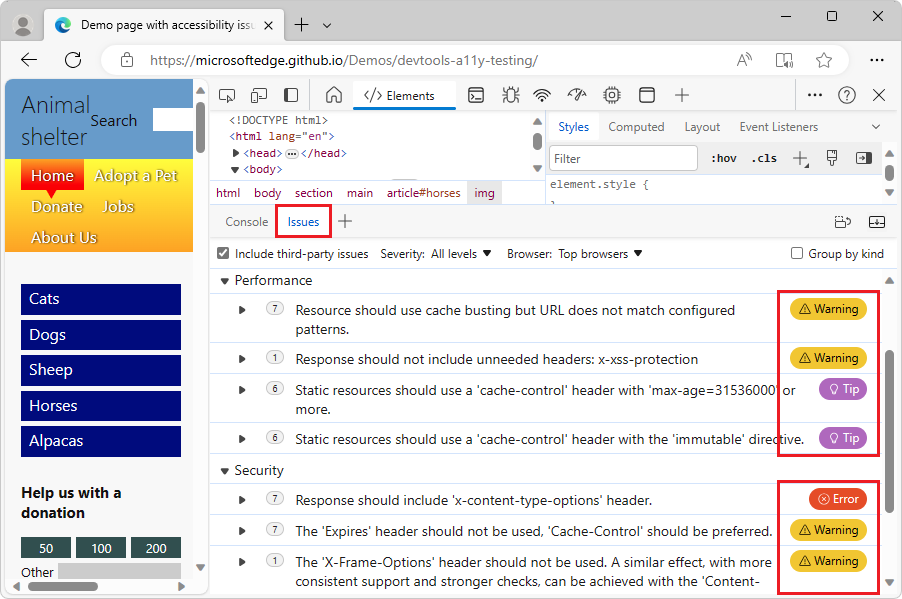 Demo page with accessibility issu
https://microsoftedge.github.io/Demos/devtools-a11y-testing/
Animal
shelter
Search
Home
Adopt a Pet
Donate
Jobs
About Us
Cats
Dogs
Sheep
Horses
Alpacas
Help us with a
donation
50 100 200
Other
</> Elements
<!DOCTYPE html>
<html lang="en">
<head> ··· </head>
<body>
html body section main article#horses img
Styles Computed Layout Event Listeners
Filter
:hov .cls
element.style {
Console Issues
Include third-party issues Severity: All levels Browser: Top browsers Group by kind
Performance
7 Resource should use cache busting but URL does not match configured
patterns.
Warning
1 Response should not include unneeded headers: x-xss-protection
Warning
6 Static resources should use a 'cache-control' header with 'max-age=31536000' or
more.
Tip
6 Static resources should use a 'cache-control' header with the 'immutable' directive.
Tip
Security
7 Response should include 'x-content-type-options' header.
Error
7 The 'Expires' header should not be used, 'Cache-Control' should be preferred.
Warning
1 The 'X-Frame-Options' header should not be used. A similar effect, with more
consistent support and stronger checks, can be achieved with the 'Content-
Warning